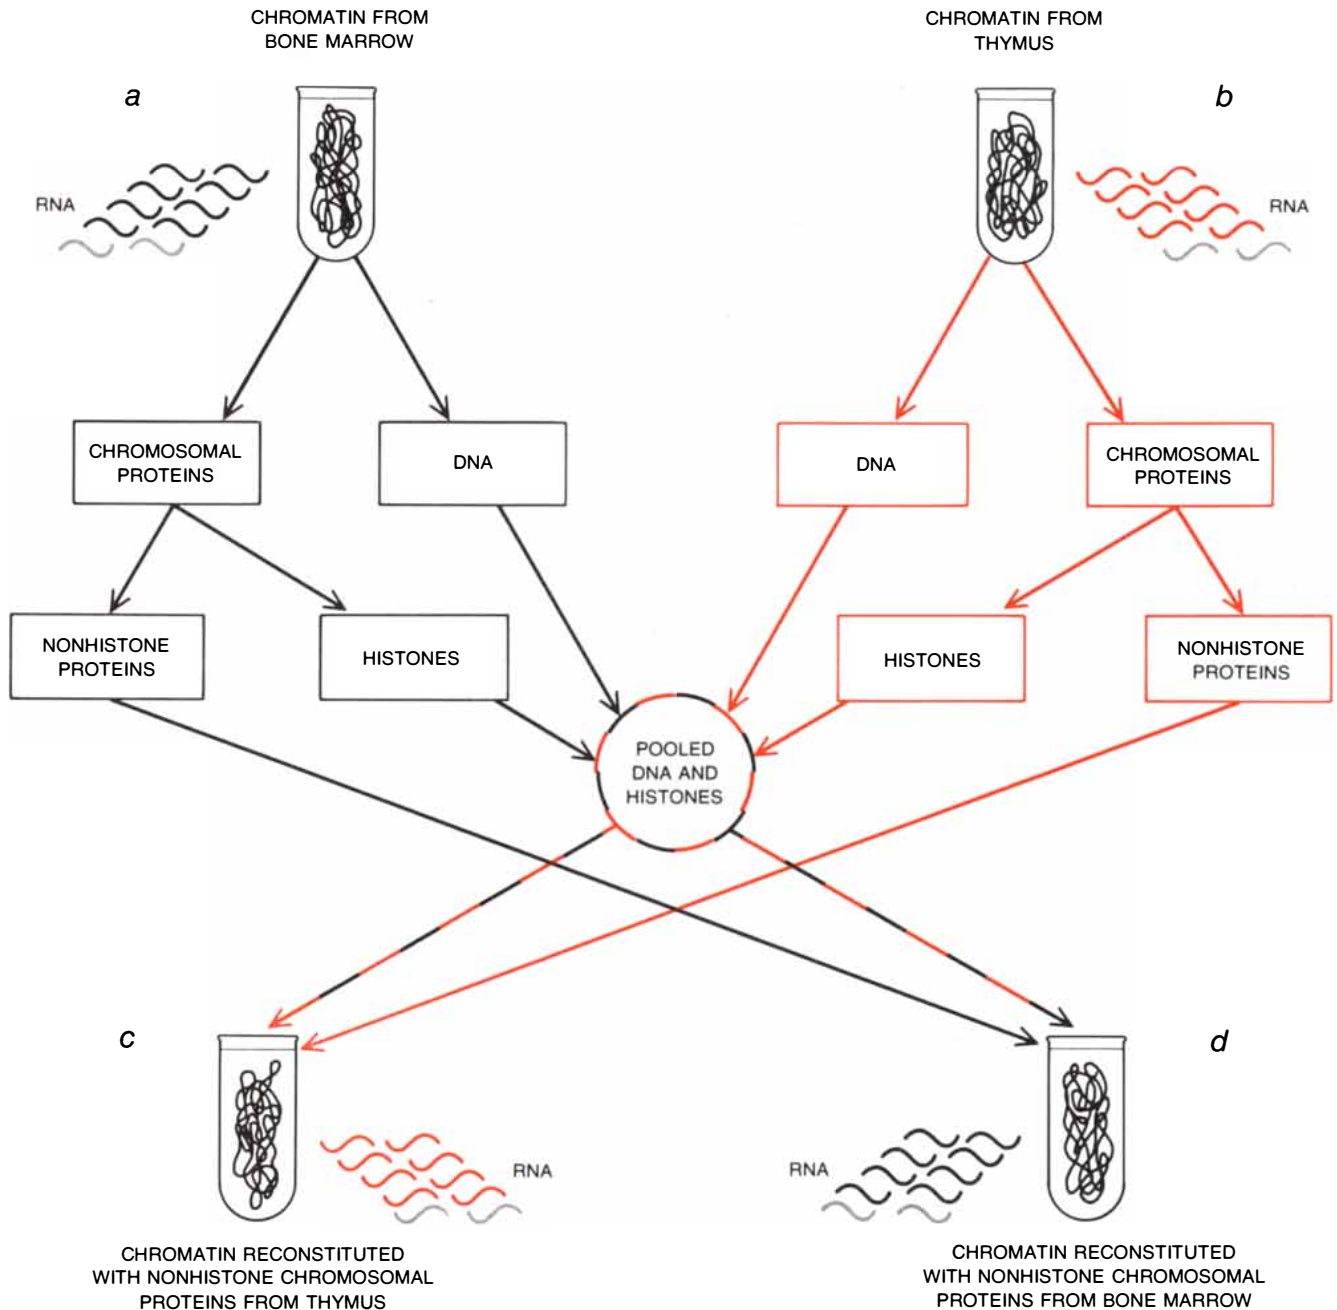 CHROMATIN FROM
BONE MARROW
CHROMATIN FROM
THYMUS
a
b
RNA
RNA
CHROMOSOMAL
PROTEINS
DNA
DNA
CHROMOSOMAL
PROTEINS
NONHISTONE
PROTEINS
HISTONES
HISTONES
NONHISTONE
PROTEINS
POOLED
DNA AND
HISTONES
c
d
RNA
RNA
CHROMATIN RECONSTITUTED
WITH NONHISTONE CHROMOSOMAL
PROTEINS FROM THYMUS
CHROMATIN RECONSTITUTED
WITH NONHISTONE CHROMOSOMAL
PROTEINS FROM BONE MARROW